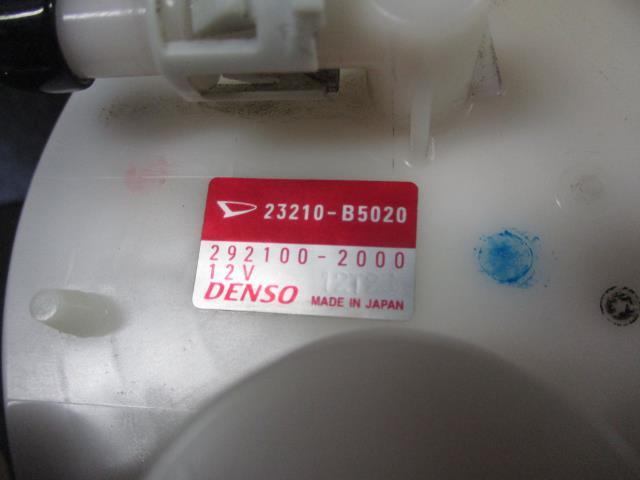 23210-B5020
292100-2000
12V
DENSO MADE IN JAPAN